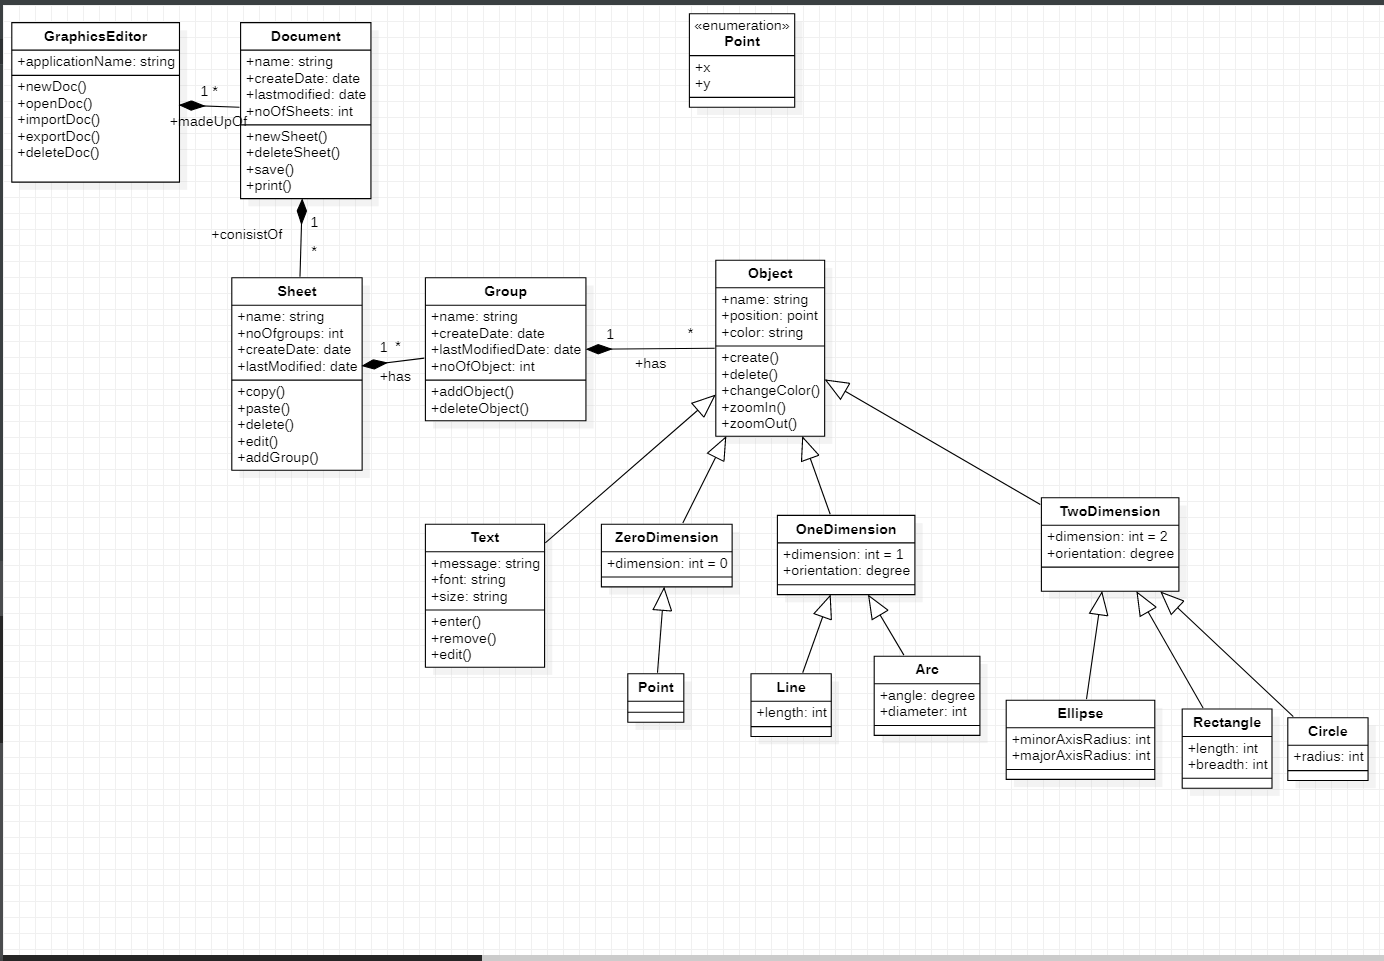 GraphicsEditor
+applicationName: string
+newDoc()
+openDoc()
+importDoc()
+exportDoc()
+deleteDoc()
1 *
+madeUpOf
Document
+name: string
+createDate: date
+lastmodified: date
+noOfSheets: int
+newSheet()
+deleteSheet()
+save()
+print()
«enumeration»
Point
+x
+y
1
+conisistOf
*
Sheet
+name: string
+noOfgroups: int
+createDate: date
+lastModified: date
+copy()
+paste()
+delete()
+edit()
+addGroup()
1 *
+has
Group
+name: string
+createDate: date
+lastModifiedDate: date
+noOfObject: int
+addObject()
+deleteObject()
1 *
+has
Object
+name: string
+position: point
+color: string
+create()
+delete()
+changeColor()
+zoomIn()
+zoomOut()
Text
+message: string
+font: string
+size: string
+enter()
+remove()
+edit()
ZeroDimension
+dimension: int = 0
OneDimension
+dimension: int = 1
+orientation: degree
TwoDimension
+dimension: int = 2
+orientation: degree
Point
Line
+length: int
Arc
+angle: degree
+diameter: int
Ellipse
+minorAxisRadius: int
+majorAxisRadius: int
Rectangle
+length: int
+breadth: int
Circle
+radius: int